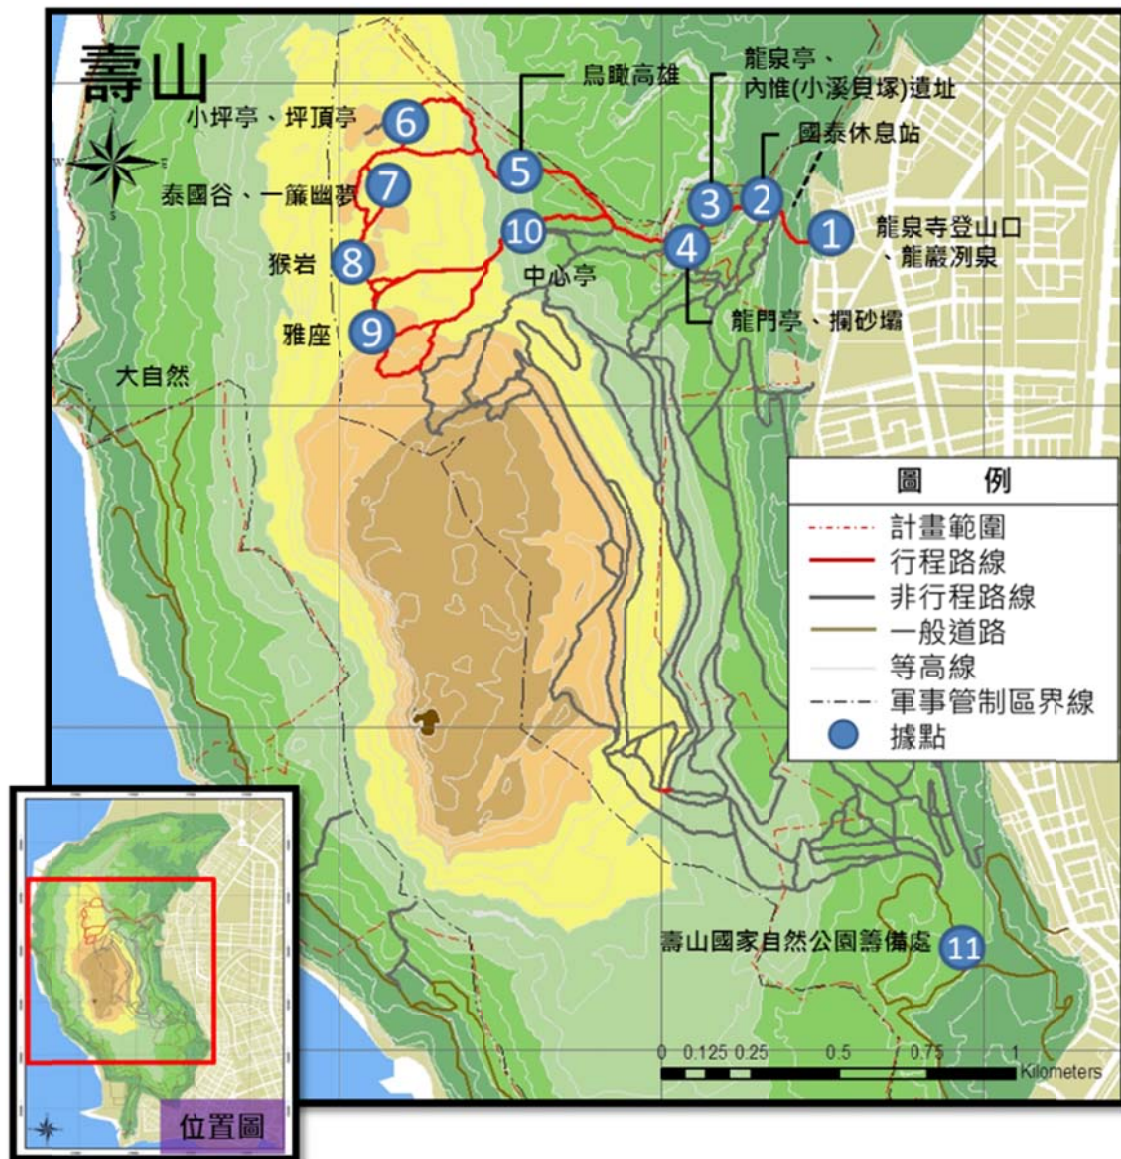 壽山
烏瞰高雄
龍泉亭、
內惟(小溪貝塚)遺址
小坪亭、坪頂亭
6
國泰休息站
5
W
E
S
泰國谷、一簾幽夢
7
3
2
10
4
1
龍泉寺登山口
、龍巖冽泉
猴岩
8
中心亭
雅座
9
龍門亭、攔砂壩
大自然
圖 例
計畫範圍
行程路線
非行程路線
一般道路
等高線
軍事管制區界線
據點
壽山國家自然公園籌備處
11
0 0.125 0.25 0.5 0.75 1
Kilometers
位置圖